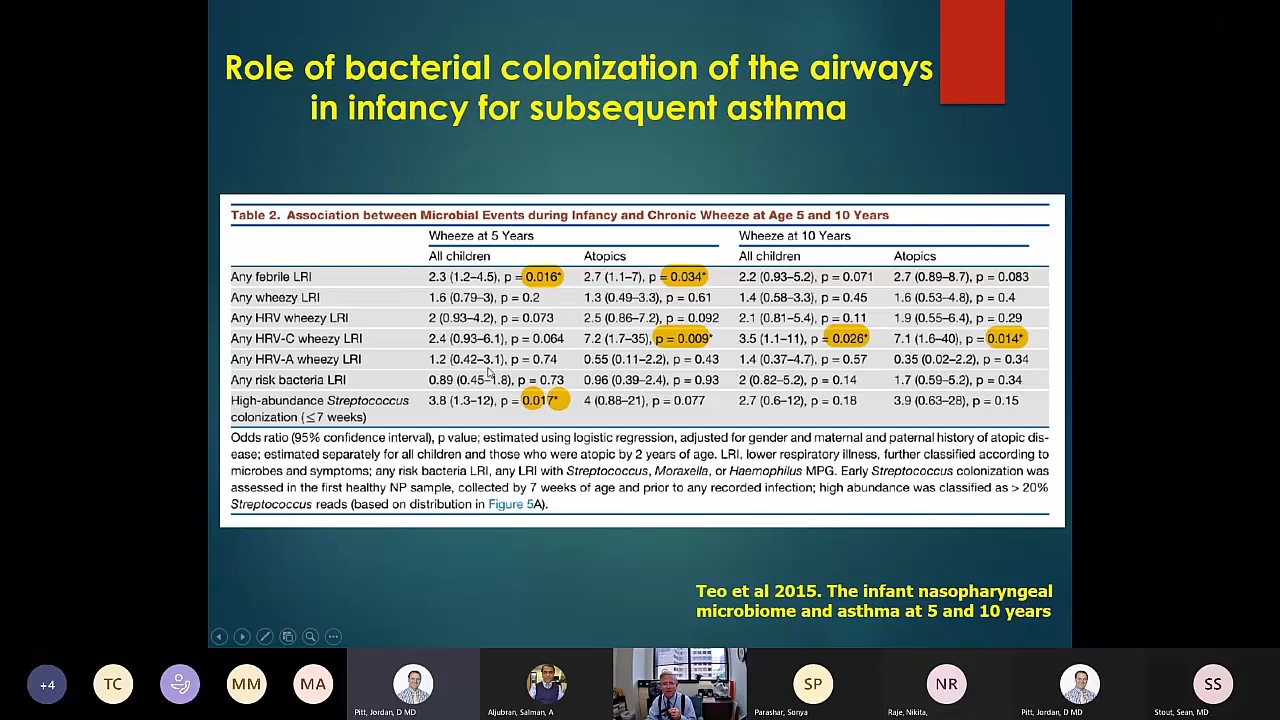 Role of bacterial colonization of the airways
in infancy for subsequent asthma
Table 2. Association between Microbial Events during Infancy and Chronic Wheeze at Age 5 and 10 Years
Wheeze at 5 Years Wheeze at 10 Years
All children Atopics All children Atopics
Any febrile LRI 2.3 (1.2–4.5), p = 0.016* 2.7 (1.1–7), p = 0.034* 2.2 (0.93–5.2), p = 0.071 2.7 (0.89–8.7), p = 0.083
Any wheezy LRI 1.6 (0.79–3), p = 0.2 1.3 (0.49–3.3), p = 0.61 1.4 (0.58–3.3), p = 0.45 1.6 (0.53–4.8), p = 0.4
Any HRV wheezy LRI 2 (0.93–4.2), p = 0.073 2.5 (0.86–7.2), p = 0.092 2.1 (0.81–5.4), p = 0.11 1.9 (0.55–6.4), p = 0.29
Any HRV-C wheezy LRI 2.4 (0.93–6.1), p = 0.064 7.2 (1.7–35), p = 0.009* 3.5 (1.1–11), p = 0.026* 7.1 (1.6–40), p = 0.014*
Any HRV-A wheezy LRI 1.2 (0.42–3.1), p = 0.74 0.55 (0.11–2.2), p = 0.43 1.4 (0.37–4.7), p = 0.57 0.35 (0.02–2.2), p = 0.34
Any risk bacteria LRI 0.89 (0.45–1.8), p = 0.73 0.96 (0.39–2.4), p = 0.93 2 (0.82–5.2), p = 0.14 1.7 (0.59–5.2), p = 0.34
High-abundance Streptococcus 3.8 (1.3–12), p = 0.017* 4 (0.88–21), p = 0.077 2.7 (0.6–12), p = 0.18 3.9 (0.63–28), p = 0.15
colonization (≤7 weeks)
Odds ratio (95% confidence interval), p value; estimated using logistic regression, adjusted for gender and maternal and paternal history of atopic dis-
ease; estimated separately for all children and those who were atopic by 2 years of age. LRI, lower respiratory illness, further classified according to
microbes and symptoms; any risk bacteria LRI, any LRI with Streptococcus, Moraxella, or Haemophilus MPG. Early Streptococcus colonization was
assessed in the first healthy NP sample, collected by 7 weeks of age and prior to any recorded infection; high abundance was classified as > 20%
Streptococcus reads (based on distribution in Figure 5A).
Teo et al 2015. The infant nasopharyngeal
microbiome and asthma at 5 and 10 years
+4 TC MM MA SP NR SS
Pitt, Jordan, D MD Aljubran, Salman, A Parashar, Sonya Raje, Nikita, Pitt, Jordan, D MD Stout, Sean, MD